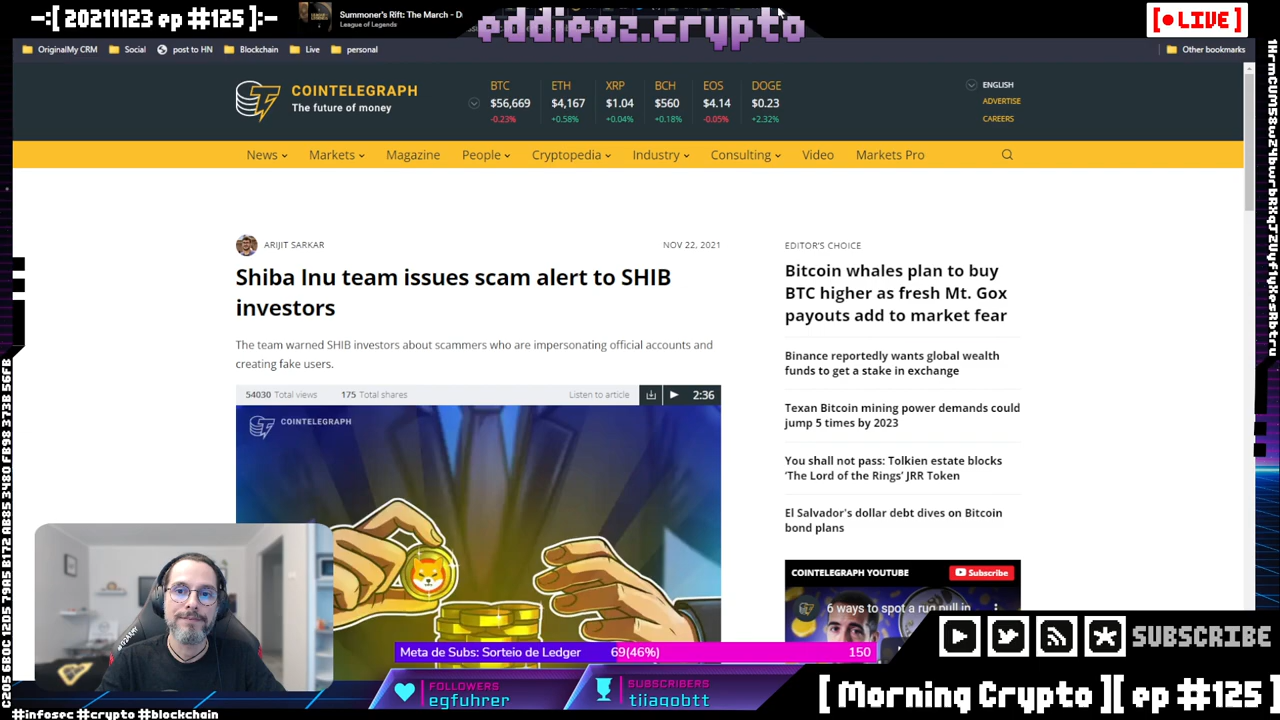 -:[ 20211123 ep #125 ]:-
Summoner's Rift: The March - D
League of Legends
eddieoz.crypto
[ LIVE ]
OriginalMy CRM
Social
post to HN
Blockchain
Live
personal
Other bookmarks
COINTELEGRAPH
The future of money
BTC ETH XRP BCH EOS DOGE
$56,669 $4,167 $1.04 $560 $4.14 $0.23
-0.23% +0.58% +0.04% +0.18% -0.05% +2.32%
ENGLISH
ADVERTISE
CAREERS
News Markets Magazine People Cryptopedia Industry Consulting Video Markets Pro
ARIJIT SARKAR
NOV 22, 2021
Shiba Inu team issues scam alert to SHIB
investors
The team warned SHIB investors about scammers who are impersonating official accounts and
creating fake users.
54030 Total views 175 Total shares Listen to article 2:36
COINTELEGRAPH
EDITOR'S CHOICE
Bitcoin whales plan to buy
BTC higher as fresh Mt. Gox
payouts add to market fear
Binance reportedly wants global wealth
funds to get a stake in exchange
Texan Bitcoin mining power demands could
jump 5 times by 2023
You shall not pass: Tolkien estate blocks
'The Lord of the Rings' JRR Token
El Salvador's dollar debt dives on Bitcoin
bond plans
COINTELEGRAPH YOUTUBE
Subscribe
6 ways to spot a rug pull in
Meta de Subs: Sorteio de Ledger 69(46%) 150
FOLLOWERS
egfuhrer
SUBSCRIBERS
tiiagobtt
SUBSCRIBE
[ Morning Crypto ][ ep #125 ]
#infosec #crypto #blockchain